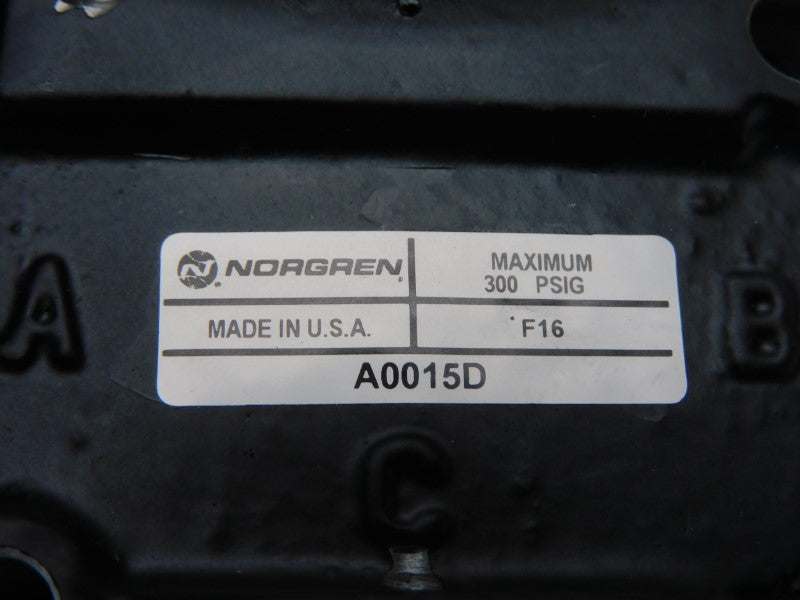 NORGREN
MAXIMUM
300 PSIG
MADE IN U.S.A.
F16
A0015D
A
B
C